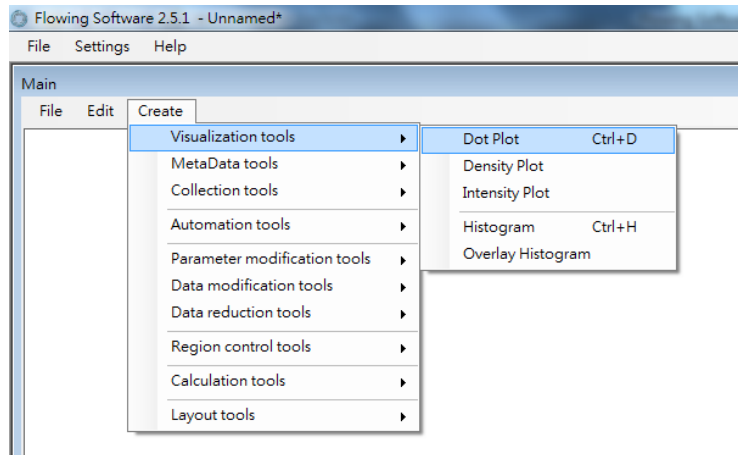 Flowing Software 2.5.1 - Unnamed*
File Settings Help
Main
File Edit Create
Visualization tools
MetaData tools
Collection tools
Automation tools
Parameter modification tools
Data modification tools
Data reduction tools
Region control tools
Calculation tools
Layout tools
Dot Plot Ctrl+D
Density Plot
Intensity Plot
Histogram Ctrl+H
Overlay Histogram